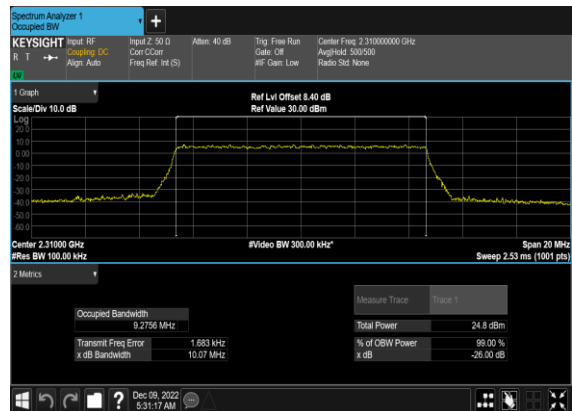 Spectrum Analyzer 1
Occupied BW
KEYSIGHT Input: RF Input Z: 50 Ω Atten: 40 dB Trig: Free Run Center Freq: 2.310000000 GHz
R T Coupling: DC Corr CCorr Gate: Off Avg|Hold: 500/500
Align: Auto Freq Ref: Int (S) #IF Gain: Low Radio Std: None
LXI
1 Graph Ref Lvl Offset 8.40 dB
Scale/Div 10.0 dB Ref Value 30.00 dBm
Log
20.0
10.0
0.00
-10.0
-20.0
-30.0
-40.0
-50.0
-60.0
Center 2.31000 GHz #Video BW 300.00 kHz* Span 20 MHz
#Res BW 100.00 kHz Sweep 2.53 ms (1001 pts)
2 Metrics
Measure Trace Trace 1
Occupied Bandwidth
9.2756 MHz Total Power 24.8 dBm
Transmit Freq Error 1.683 kHz % of OBW Power 99.00 %
x dB Bandwidth 10.07 MHz x dB -26.00 dB
Dec 09, 2022
5:31:17 AM